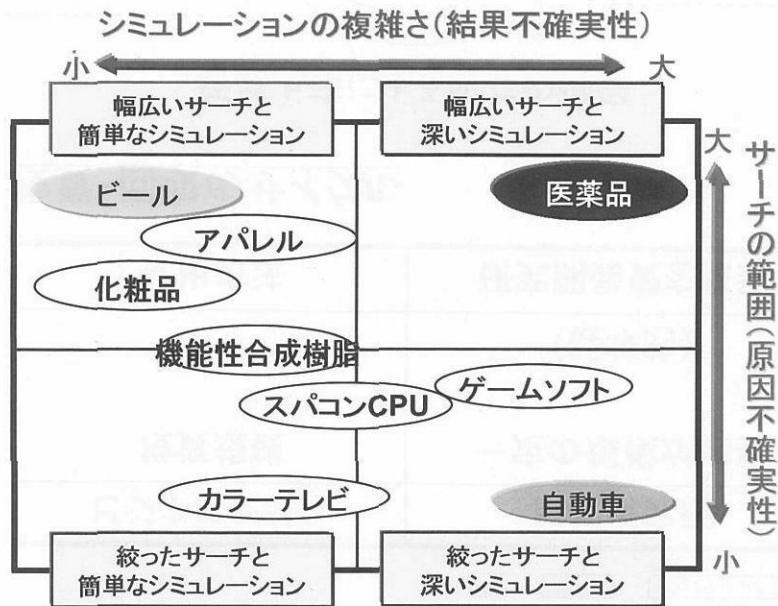 シミュレーションの複雑さ(結果不確実性)
小
大
幅広いサーチと
簡単なシミュレーション
幅広いサーチと
深いシミュレーション
大
サーチの範囲(原因不確実性)
小
ビール
医薬品
アパレル
化粧品
機能性合成樹脂
ゲームソフト
スパコンCPU
カラーテレビ
自動車
絞ったサーチと
簡単なシミュレーション
絞ったサーチと
深いシミュレーション